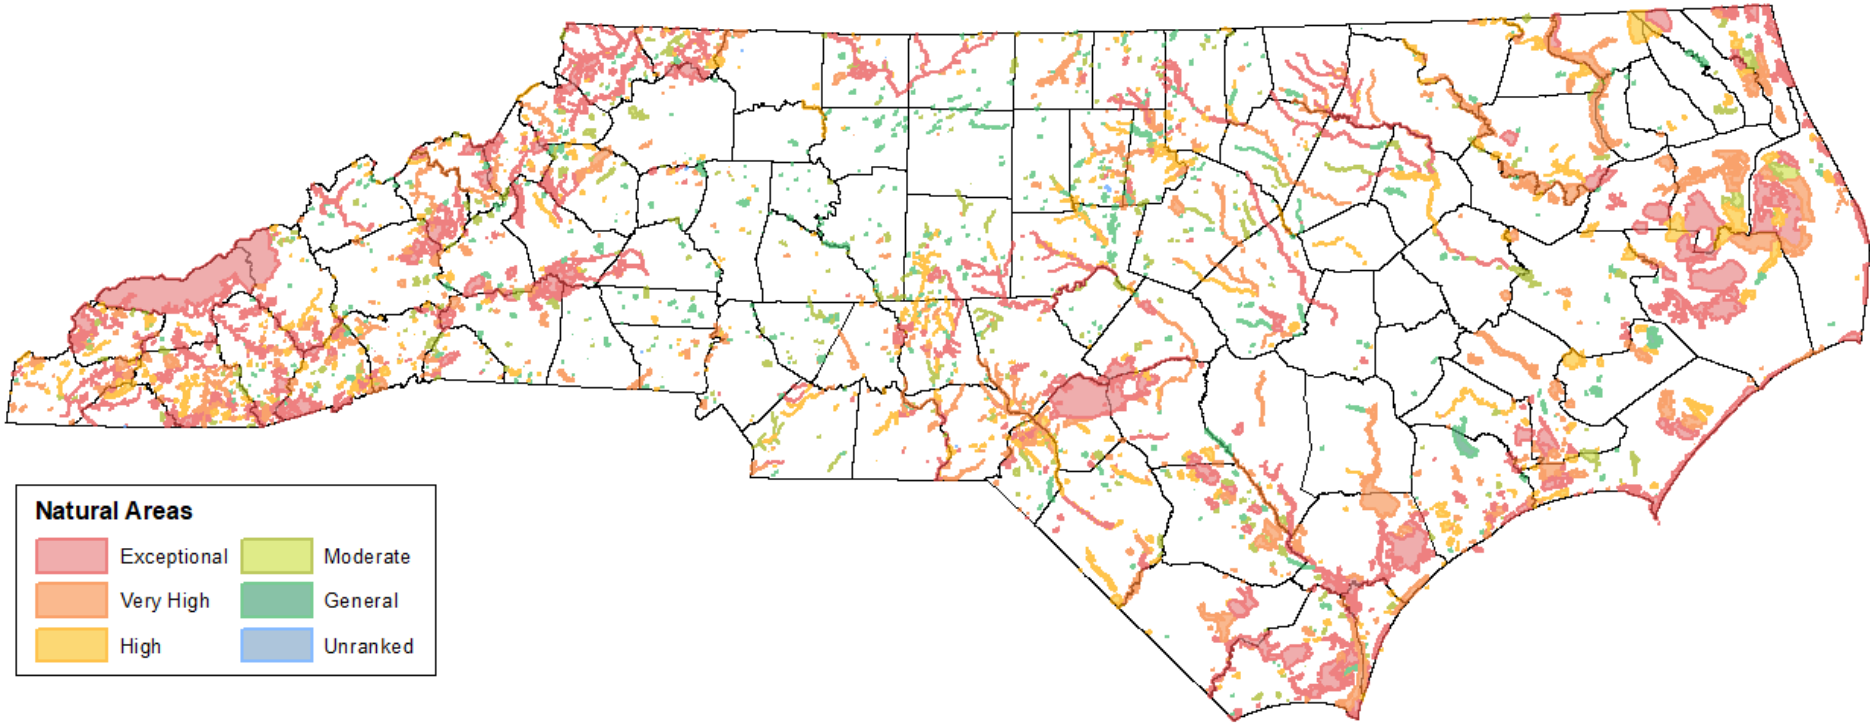 Natural Areas
Exceptional
Moderate
Very High
General
High
Unranked